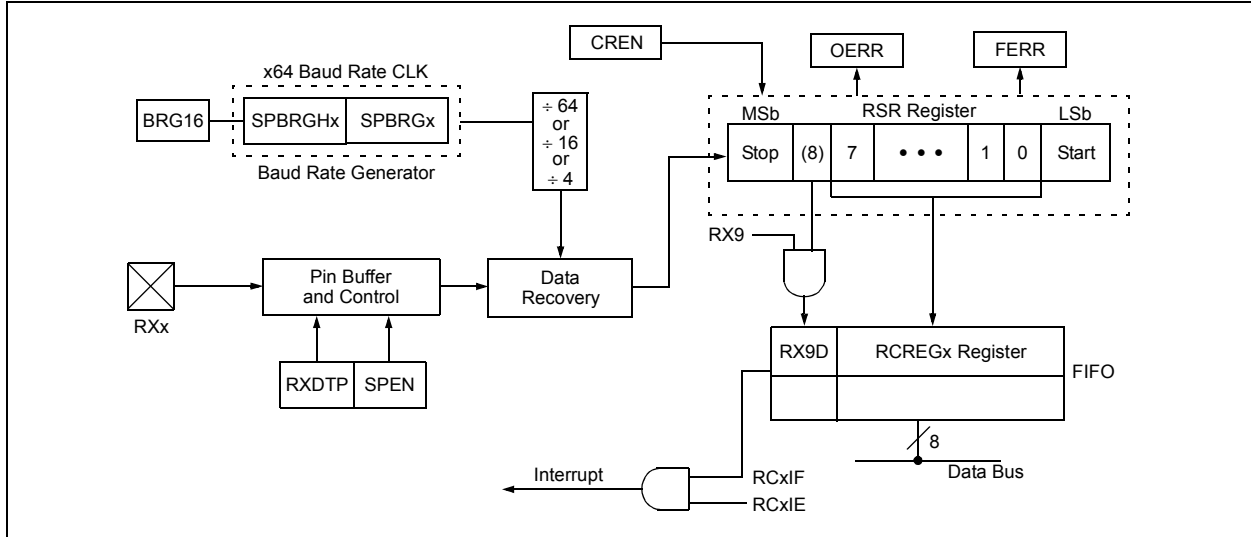 CREN
OERR
FERR
x64 Baud Rate CLK
BRG16
SPBRGHx
SPBRGx
Baud Rate Generator
÷ 64
or
÷ 16
or
÷ 4
MSb
RSR Register
LSb
Stop
(8)
7
• • •
1
0
Start
RX9
RXx
Pin Buffer
and Control
Data
Recovery
RXDTP
SPEN
RX9D
RCREGx Register
FIFO
8
Data Bus
Interrupt
RCxIF
RCxIE